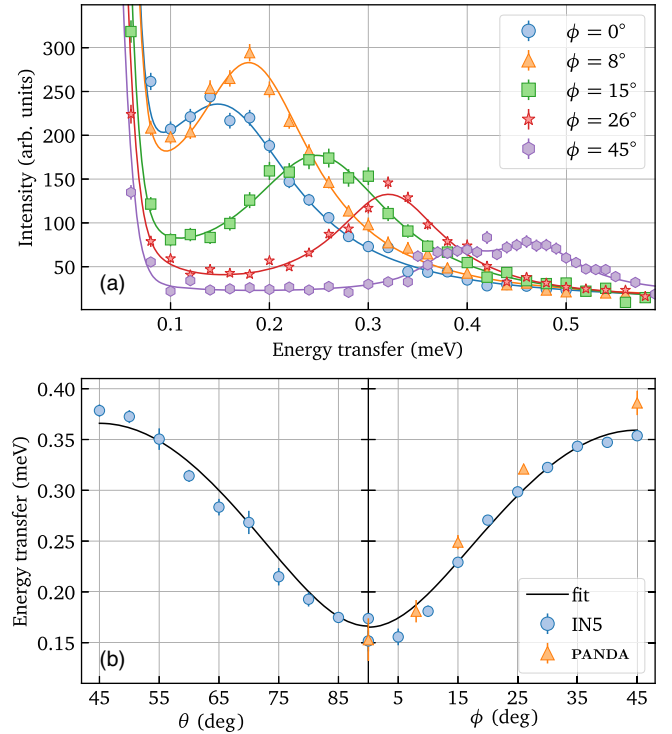 350
300
250
200
150
100
50
Intensity (arb. units)
ϕ = 0°
ϕ = 8°
ϕ = 15°
ϕ = 26°
ϕ = 45°
(a)
0.1 0.2 0.3 0.4 0.5
Energy transfer (meV)
0.40
0.35
0.30
0.25
0.20
0.15
Energy transfer (meV)
fit
IN5
PANDA
(b)
45 55 65 75 85 5 15 25 35 45
θ (deg) ϕ (deg)